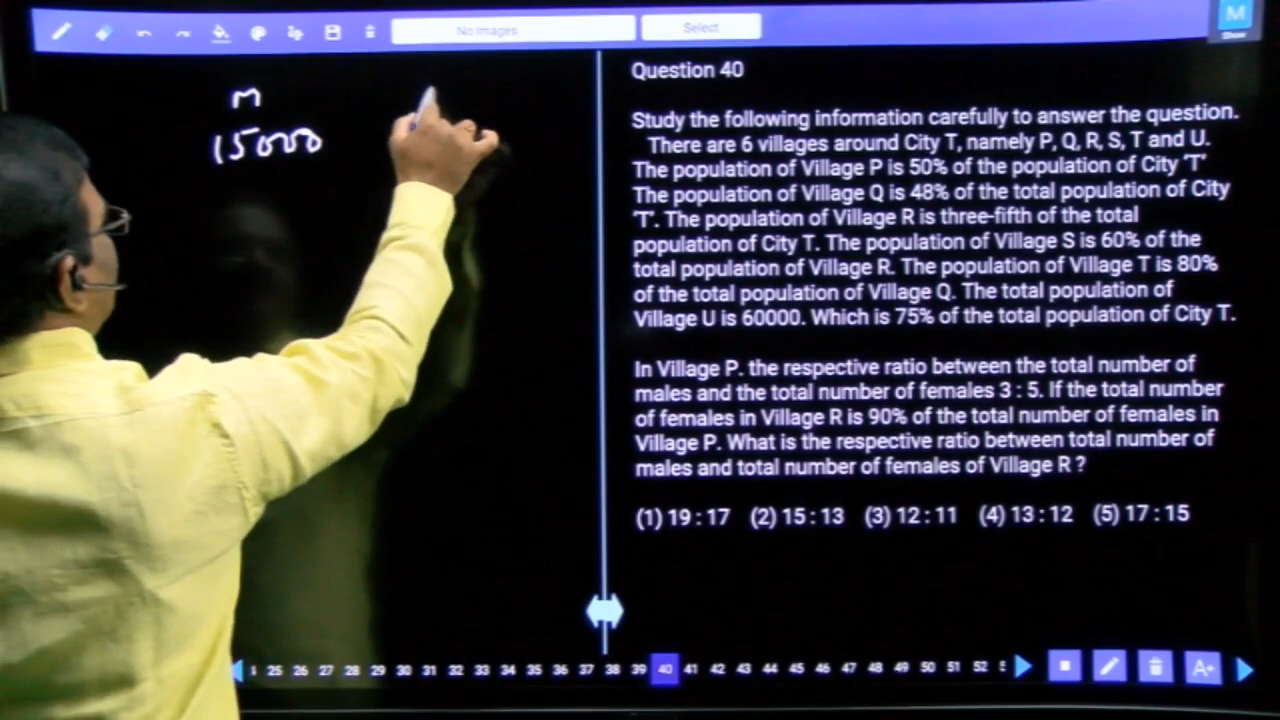 No Images
Select
M
Show
m
15000
Question 40
Study the following information carefully to answer the question.
There are 6 villages around City T, namely P, Q, R, S, T and U.
The population of Village P is 50% of the population of City 'T'
The population of Village Q is 48% of the total population of City
'T'. The population of Village R is three-fifth of the total
population of City T. The population of Village S is 60% of the
total population of Village R. The population of Village T is 80%
of the total population of Village Q. The total population of
Village U is 60000. Which is 75% of the total population of City T.
In Village P. the respective ratio between the total number of
males and the total number of females 3 : 5. If the total number
of females in Village R is 90% of the total number of females in
Village P. What is the respective ratio between total number of
males and total number of females of Village R ?
(1) 19 : 17 (2) 15 : 13 (3) 12 : 11 (4) 13 : 12 (5) 17 : 15
25 26 27 28 29 30 31 32 33 34 35 36 37 38 39 40 41 42 43 44 45 46 47 48 49 50 51 52
A+